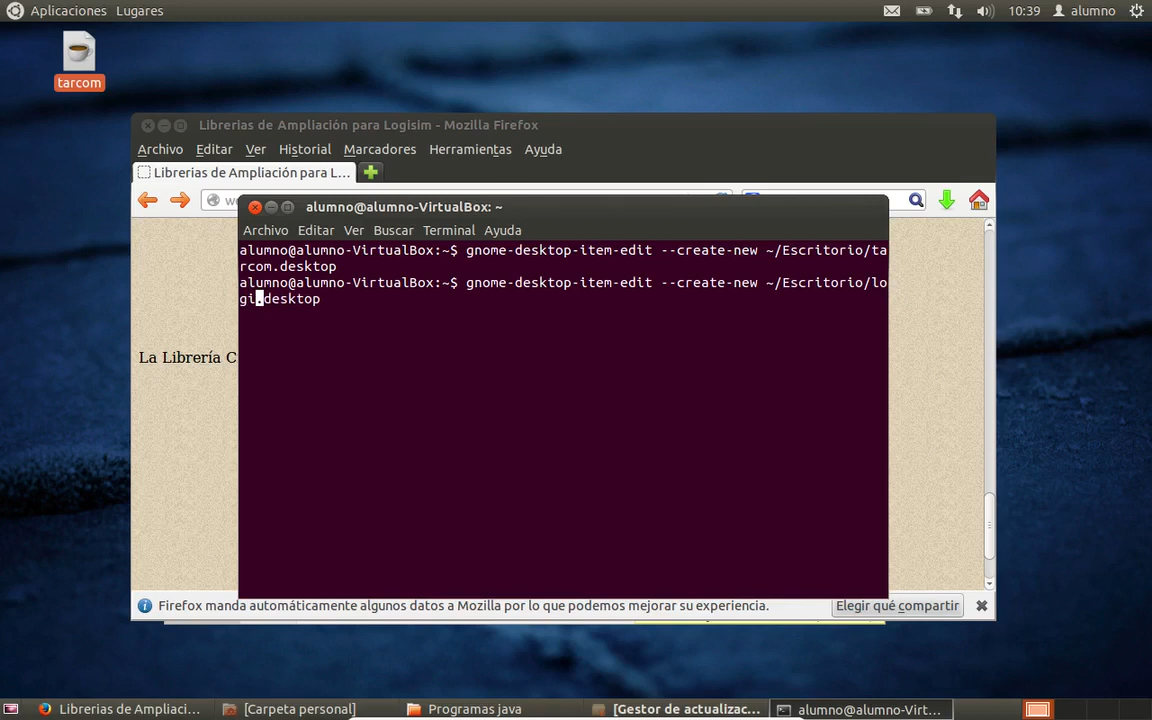 Aplicaciones Lugares
10:39 alumno
tarcom
Librerias de Ampliación para Logisim - Mozilla Firefox
Archivo Editar Ver Historial Marcadores Herramientas Ayuda
Librerias de Ampliación para L...
alumno@alumno-VirtualBox: ~
Archivo Editar Ver Buscar Terminal Ayuda
alumno@alumno-VirtualBox:~$ gnome-desktop-item-edit --create-new ~/Escritorio/ta
rcom.desktop
alumno@alumno-VirtualBox:~$ gnome-desktop-item-edit --create-new ~/Escritorio/lo
gi.desktop
La Librería C
Firefox manda automáticamente algunos datos a Mozilla por lo que podemos mejorar su experiencia.
Elegir qué compartir
Librerias de Ampliaci... [Carpeta personal] Programas java [Gestor de actualizac... alumno@alumno-Virt...